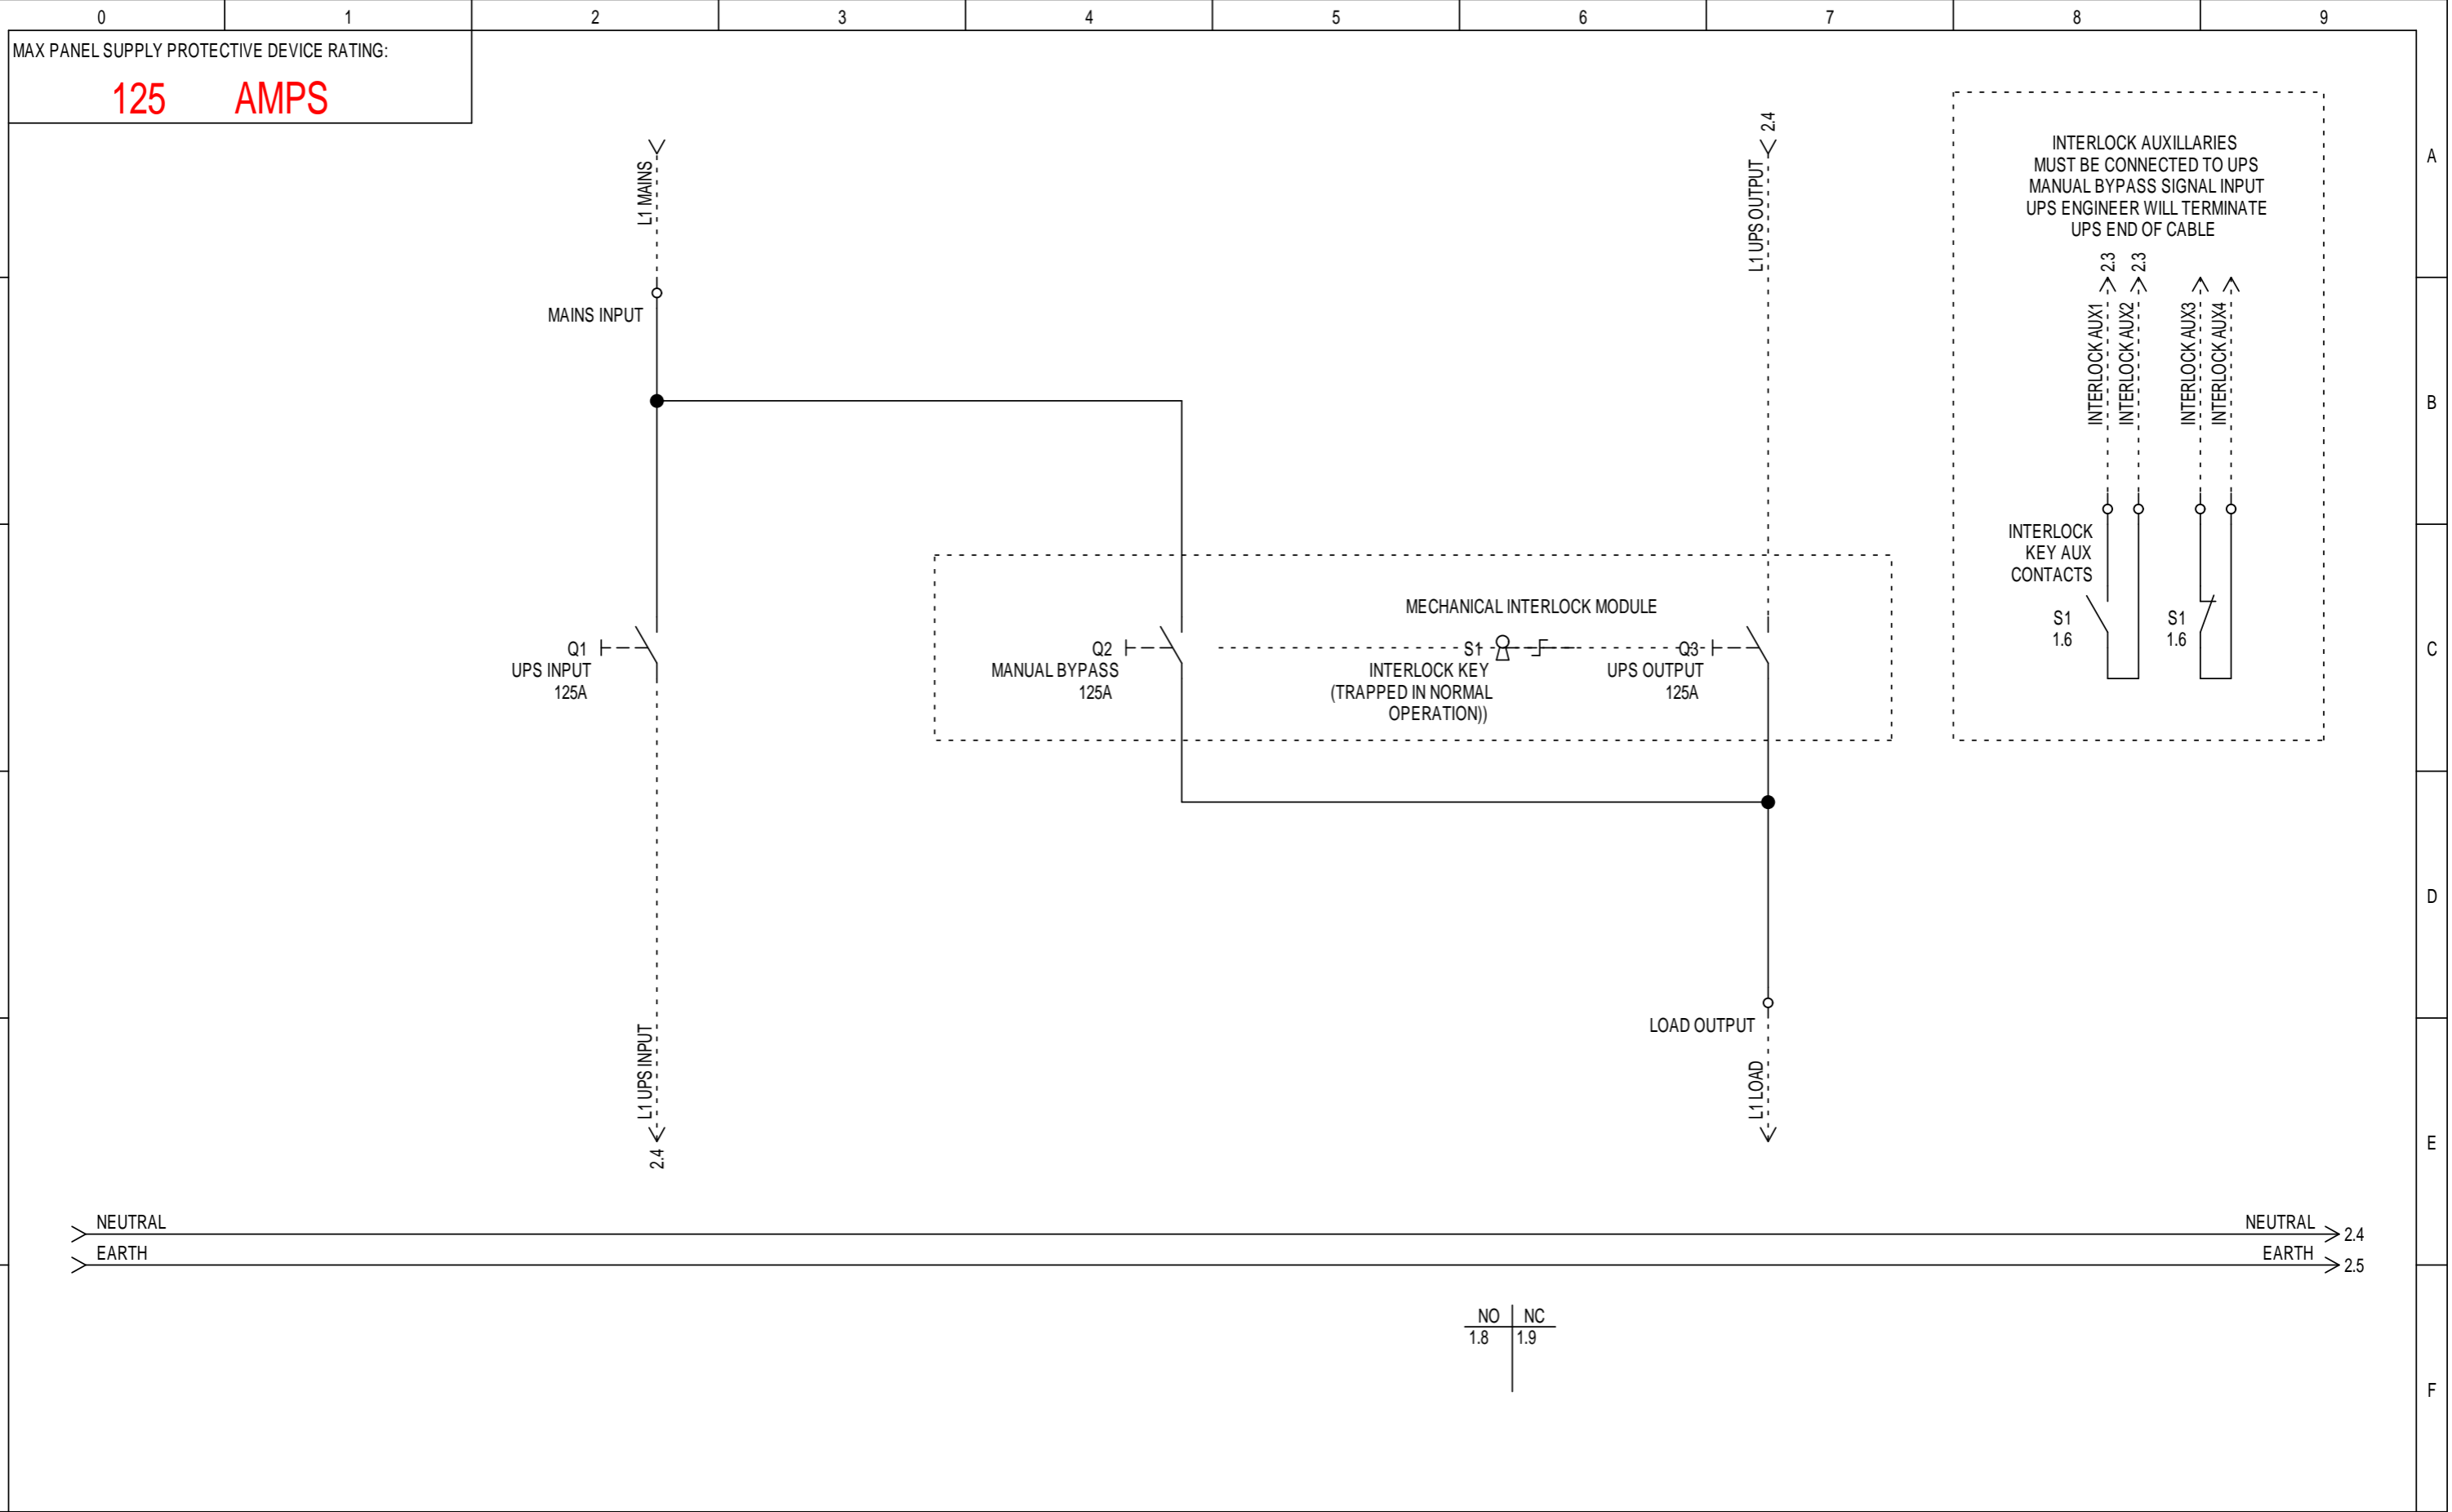 0 1 2 3 4 5 6 7 8 9
MAX PANEL SUPPLY PROTECTIVE DEVICE RATING:
125 AMPS
A
B
C
D
E
F
L1 MAINS
MAINS INPUT
Q1
UPS INPUT
125A
L1 UPS INPUT
2.4
Q2
MANUAL BYPASS
125A
MECHANICAL INTERLOCK MODULE
S1
INTERLOCK KEY
(TRAPPED IN NORMAL
OPERATION))
2.4
L1 UPS OUTPUT
Q3
UPS OUTPUT
125A
LOAD OUTPUT
L1 LOAD
INTERLOCK AUXILLARIES
MUST BE CONNECTED TO UPS
MANUAL BYPASS SIGNAL INPUT
UPS ENGINEER WILL TERMINATE
UPS END OF CABLE
2.3
2.3
INTERLOCK AUX1
INTERLOCK AUX2
INTERLOCK AUX3
INTERLOCK AUX4
INTERLOCK
KEY AUX
CONTACTS
S1
1.6
S1
1.6
NEUTRAL
NEUTRAL 2.4
EARTH
EARTH 2.5
NO NC
1.8 1.9